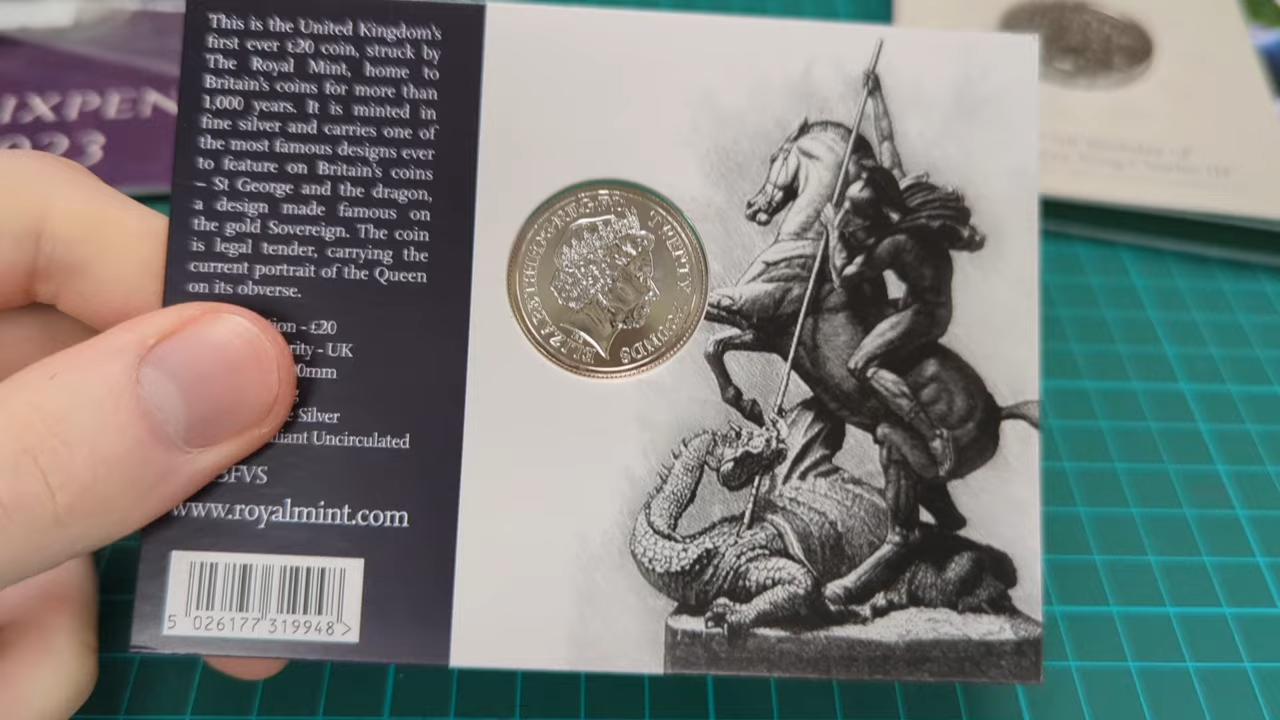 This is the United Kingdom's
first ever £20 coin, struck by
The Royal Mint, home to
Britain's coins for more than
1,000 years. It is minted in
fine silver and carries one of
the most famous designs ever
to feature on Britain's coins
– St George and the dragon,
a design made famous on
the gold Sovereign. The coin
is legal tender, carrying the
current portrait of the Queen
on its obverse.
ion - £20
rity - UK
0mm
Silver
liant Uncirculated
3FVS
www.royalmint.com
5 026177 319948 >
ELIZABETH II D·G·REG·F·D
TWENTY POUNDS
IXPEN
023